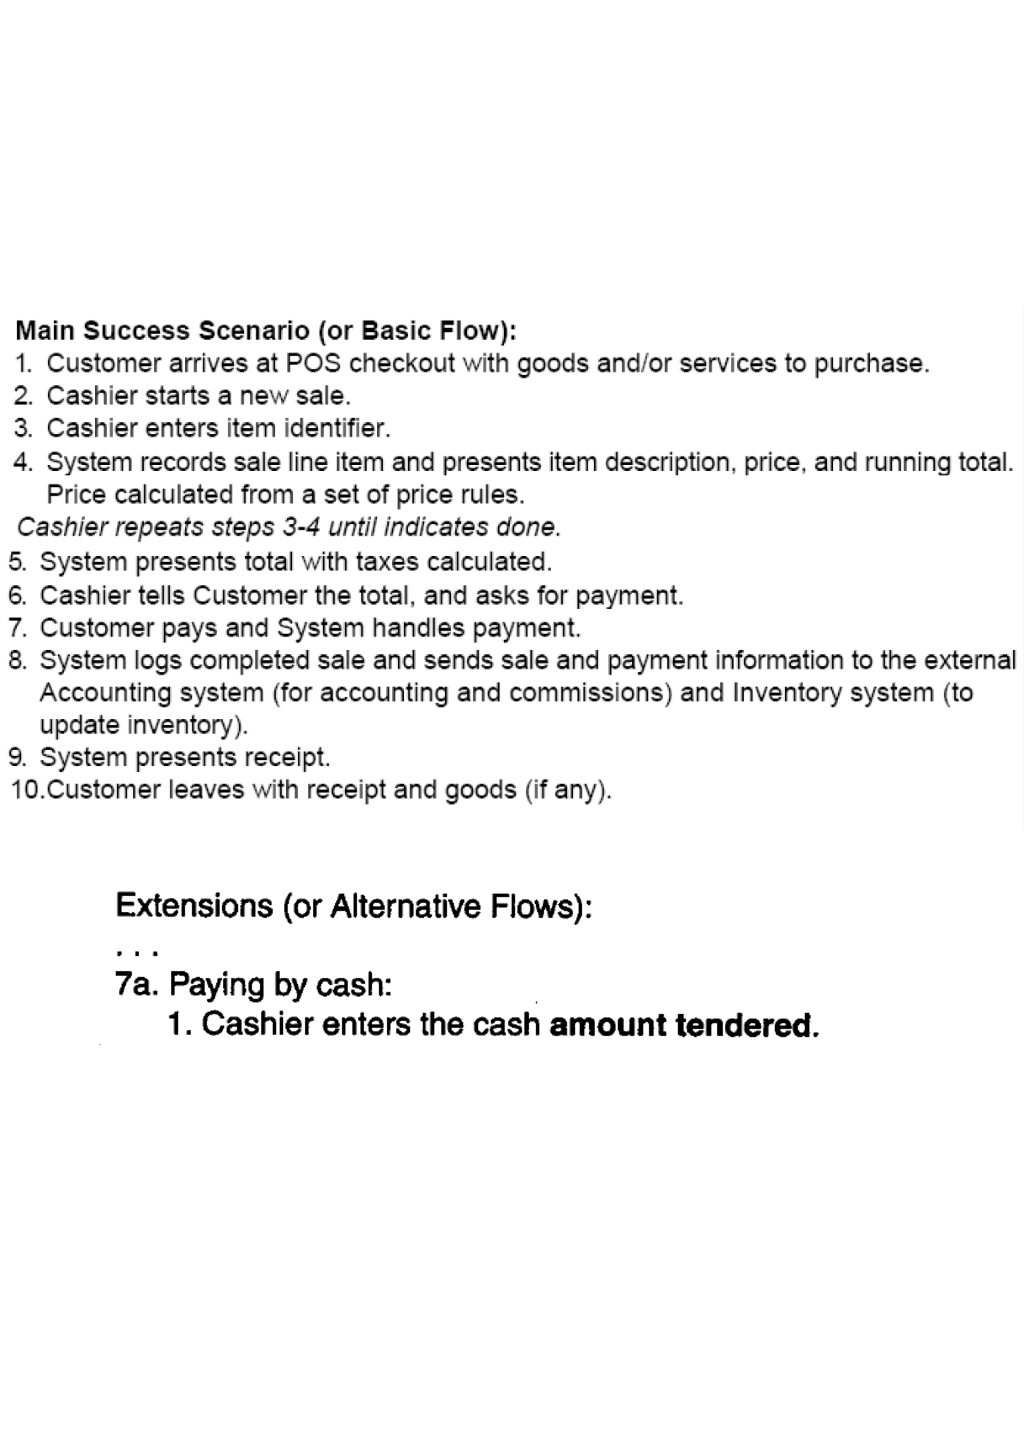 Main Success Scenario (or Basic Flow):
1. Customer arrives at POS checkout with goods and/or services to purchase.
2. Cashier starts a new sale.
3. Cashier enters item identifier.
4. System records sale line item and presents item description, price, and running total.
Price calculated from a set of price rules.
Cashier repeats steps 3-4 until indicates done.
5. System presents total with taxes calculated.
6. Cashier tells Customer the total, and asks for payment.
7. Customer pays and System handles payment.
8. System logs completed sale and sends sale and payment information to the external
Accounting system (for accounting and commissions) and Inventory system (to
update inventory).
9. System presents receipt.
10.Customer leaves with receipt and goods (if any).
Extensions (or Alternative Flows):
. . .
7a. Paying by cash:
1. Cashier enters the cash amount tendered.